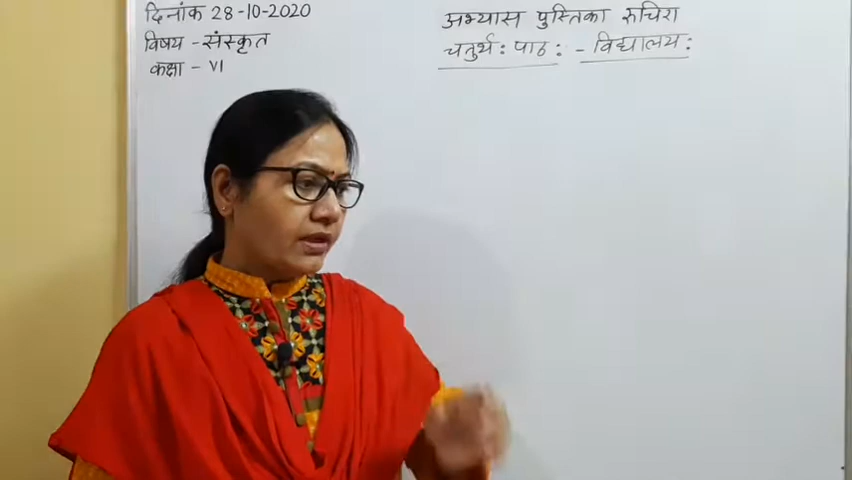 दिनांक 28-10-2020
विषय - संस्कृत
कक्षा - VI
अभ्यास पुस्तिका रुचिरा
चतुर्थ: पाठ: - विद्यालय: